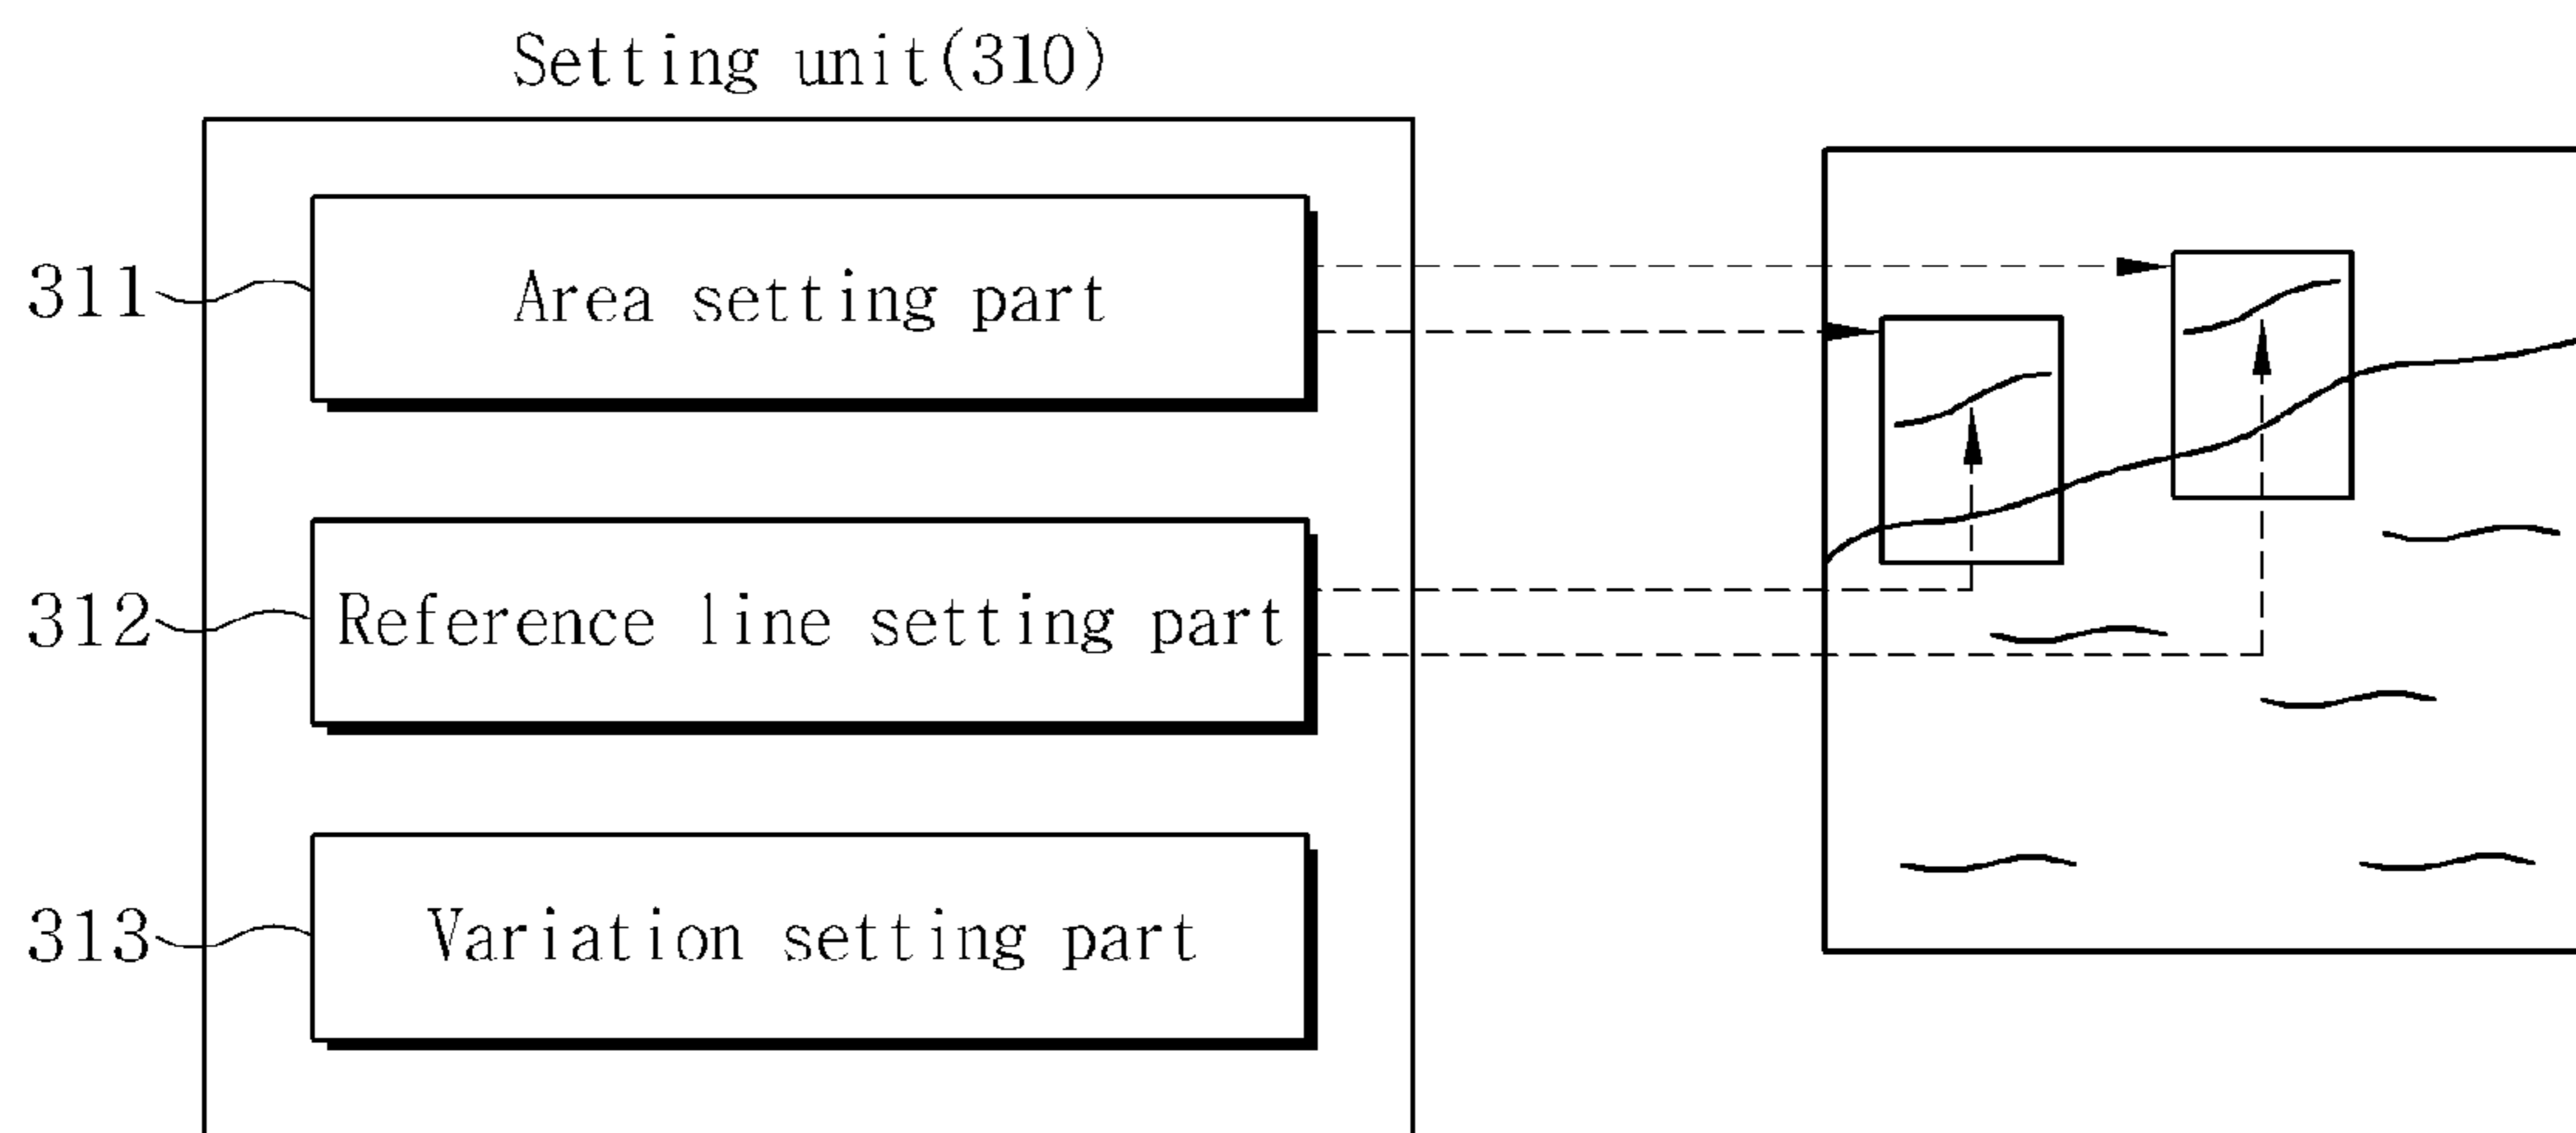 Setting unit(310)
311 Area setting part
312 Reference line setting part
313 Variation setting part